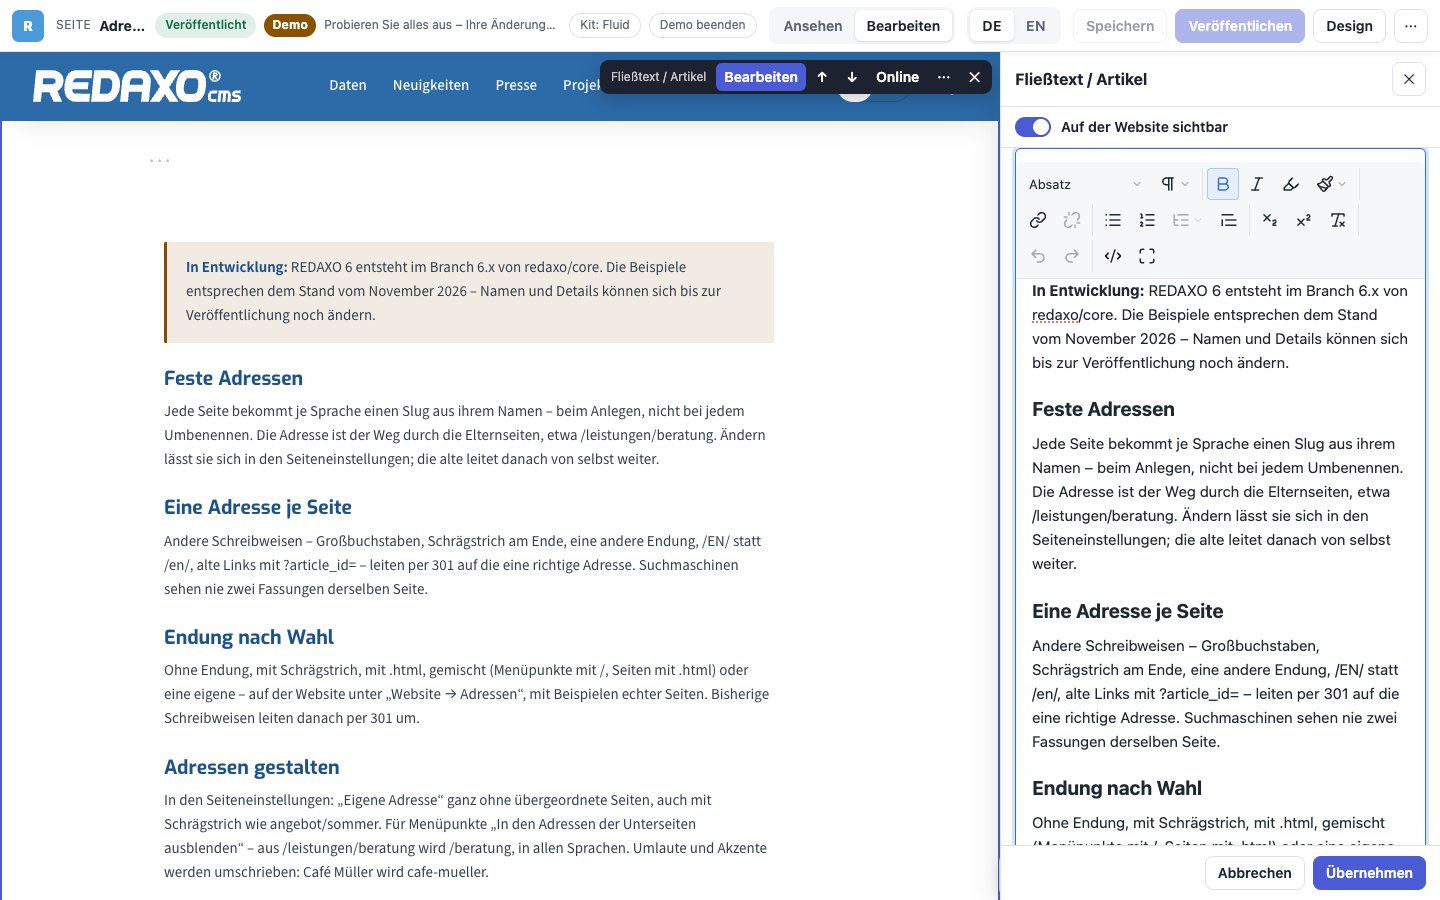 R SEITE Adre... Veröffentlicht Demo Probieren Sie alles aus – Ihre Änderung... Kit: Fluid Demo beenden Ansehen Bearbeiten DE EN Speichern Veröffentlichen Design ...
REDAXO® cms
Daten Neuigkeiten Presse
Fließtext / Artikel Bearbeiten ↑ ↓ Online ... ×
In Entwicklung: REDAXO 6 entsteht im Branch 6.x von redaxo/core. Die Beispiele
entsprechen dem Stand vom November 2026 – Namen und Details können sich bis zur
Veröffentlichung noch ändern.
Feste Adressen
Jede Seite bekommt je Sprache einen Slug aus ihrem Namen – beim Anlegen, nicht bei jedem
Umbenennen. Die Adresse ist der Weg durch die Elternseiten, etwa /leistungen/beratung. Ändern
lässt sie sich in den Seiteneinstellungen; die alte leitet danach von selbst weiter.
Eine Adresse je Seite
Andere Schreibweisen – Großbuchstaben, Schrägstrich am Ende, eine andere Endung, /EN/ statt
/en/, alte Links mit ?article_id= – leiten per 301 auf die eine richtige Adresse. Suchmaschinen
sehen nie zwei Fassungen derselben Seite.
Endung nach Wahl
Ohne Endung, mit Schrägstrich, mit .html, gemischt (Menüpunkte mit /, Seiten mit .html) oder
eine eigene – auf der Website unter „Website → Adressen“, mit Beispielen echter Seiten. Bisherige
Schreibweisen leiten danach per 301 um.
Adressen gestalten
In den Seiteneinstellungen: „Eigene Adresse“ ganz ohne übergeordnete Seiten, auch mit
Schrägstrich wie angebot/sommer. Für Menüpunkte „In den Adressen der Unterseiten
ausblenden“ – aus /leistungen/beratung wird /beratung, in allen Sprachen. Umlaute und Akzente
werden umschrieben: Café Müller wird cafe-mueller.
Fließtext / Artikel
Auf der Website sichtbar
Absatz
In Entwicklung: REDAXO 6 entsteht im Branch 6.x von
redaxo/core. Die Beispiele entsprechen dem Stand
vom November 2026 – Namen und Details können sich
bis zur Veröffentlichung noch ändern.
Feste Adressen
Jede Seite bekommt je Sprache einen Slug aus ihrem
Namen – beim Anlegen, nicht bei jedem Umbenennen.
Die Adresse ist der Weg durch die Elternseiten, etwa
/leistungen/beratung. Ändern lässt sie sich in den
Seiteneinstellungen; die alte leitet danach von selbst
weiter.
Eine Adresse je Seite
Andere Schreibweisen – Großbuchstaben,
Schrägstrich am Ende, eine andere Endung, /EN/ statt
/en/, alte Links mit ?article_id= – leiten per 301 auf die
eine richtige Adresse. Suchmaschinen sehen nie zwei
Fassungen derselben Seite.
Endung nach Wahl
Ohne Endung, mit Schrägstrich, mit .html, gemischt
(Menüpunkte mit /, Seiten mit .html) oder eine eigene
Abbrechen Übernehmen